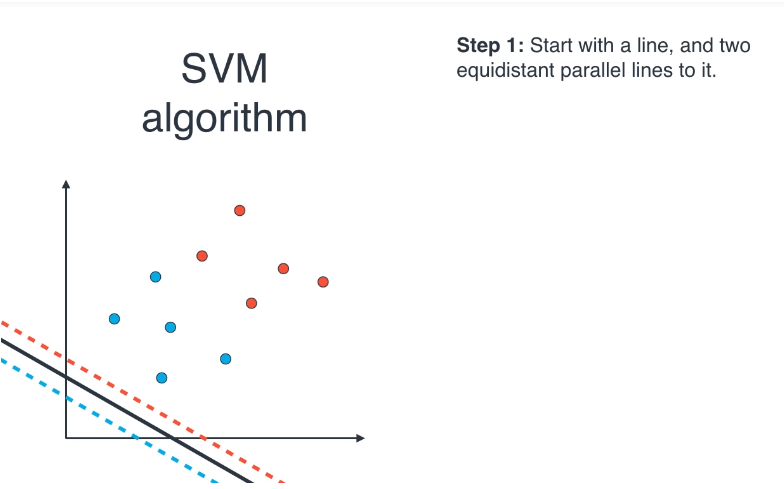 SVM
algorithm
Step 1: Start with a line, and two
equidistant parallel lines to it.